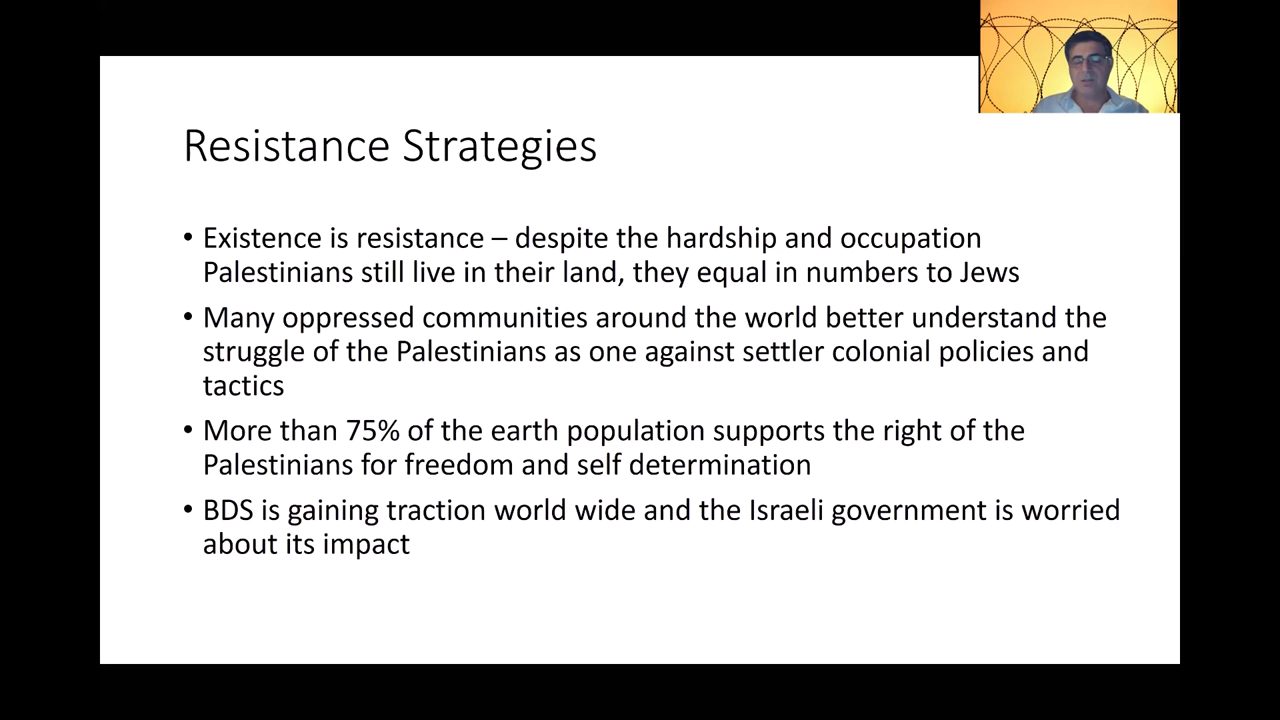 Resistance Strategies
• Existence is resistance – despite the hardship and occupation
Palestinians still live in their land, they equal in numbers to Jews
• Many oppressed communities around the world better understand the
struggle of the Palestinians as one against settler colonial policies and
tactics
• More than 75% of the earth population supports the right of the
Palestinians for freedom and self determination
• BDS is gaining traction world wide and the Israeli government is worried
about its impact